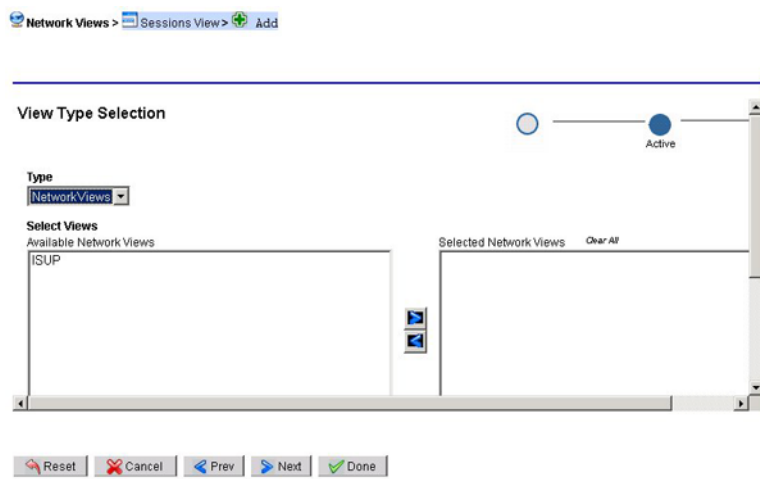 Network Views > Sessions View > Add
View Type Selection
Active
Type
NetworkViews
Select Views
Available Network Views
Selected Network Views Clear All
ISUP
Reset Cancel Prev Next Done